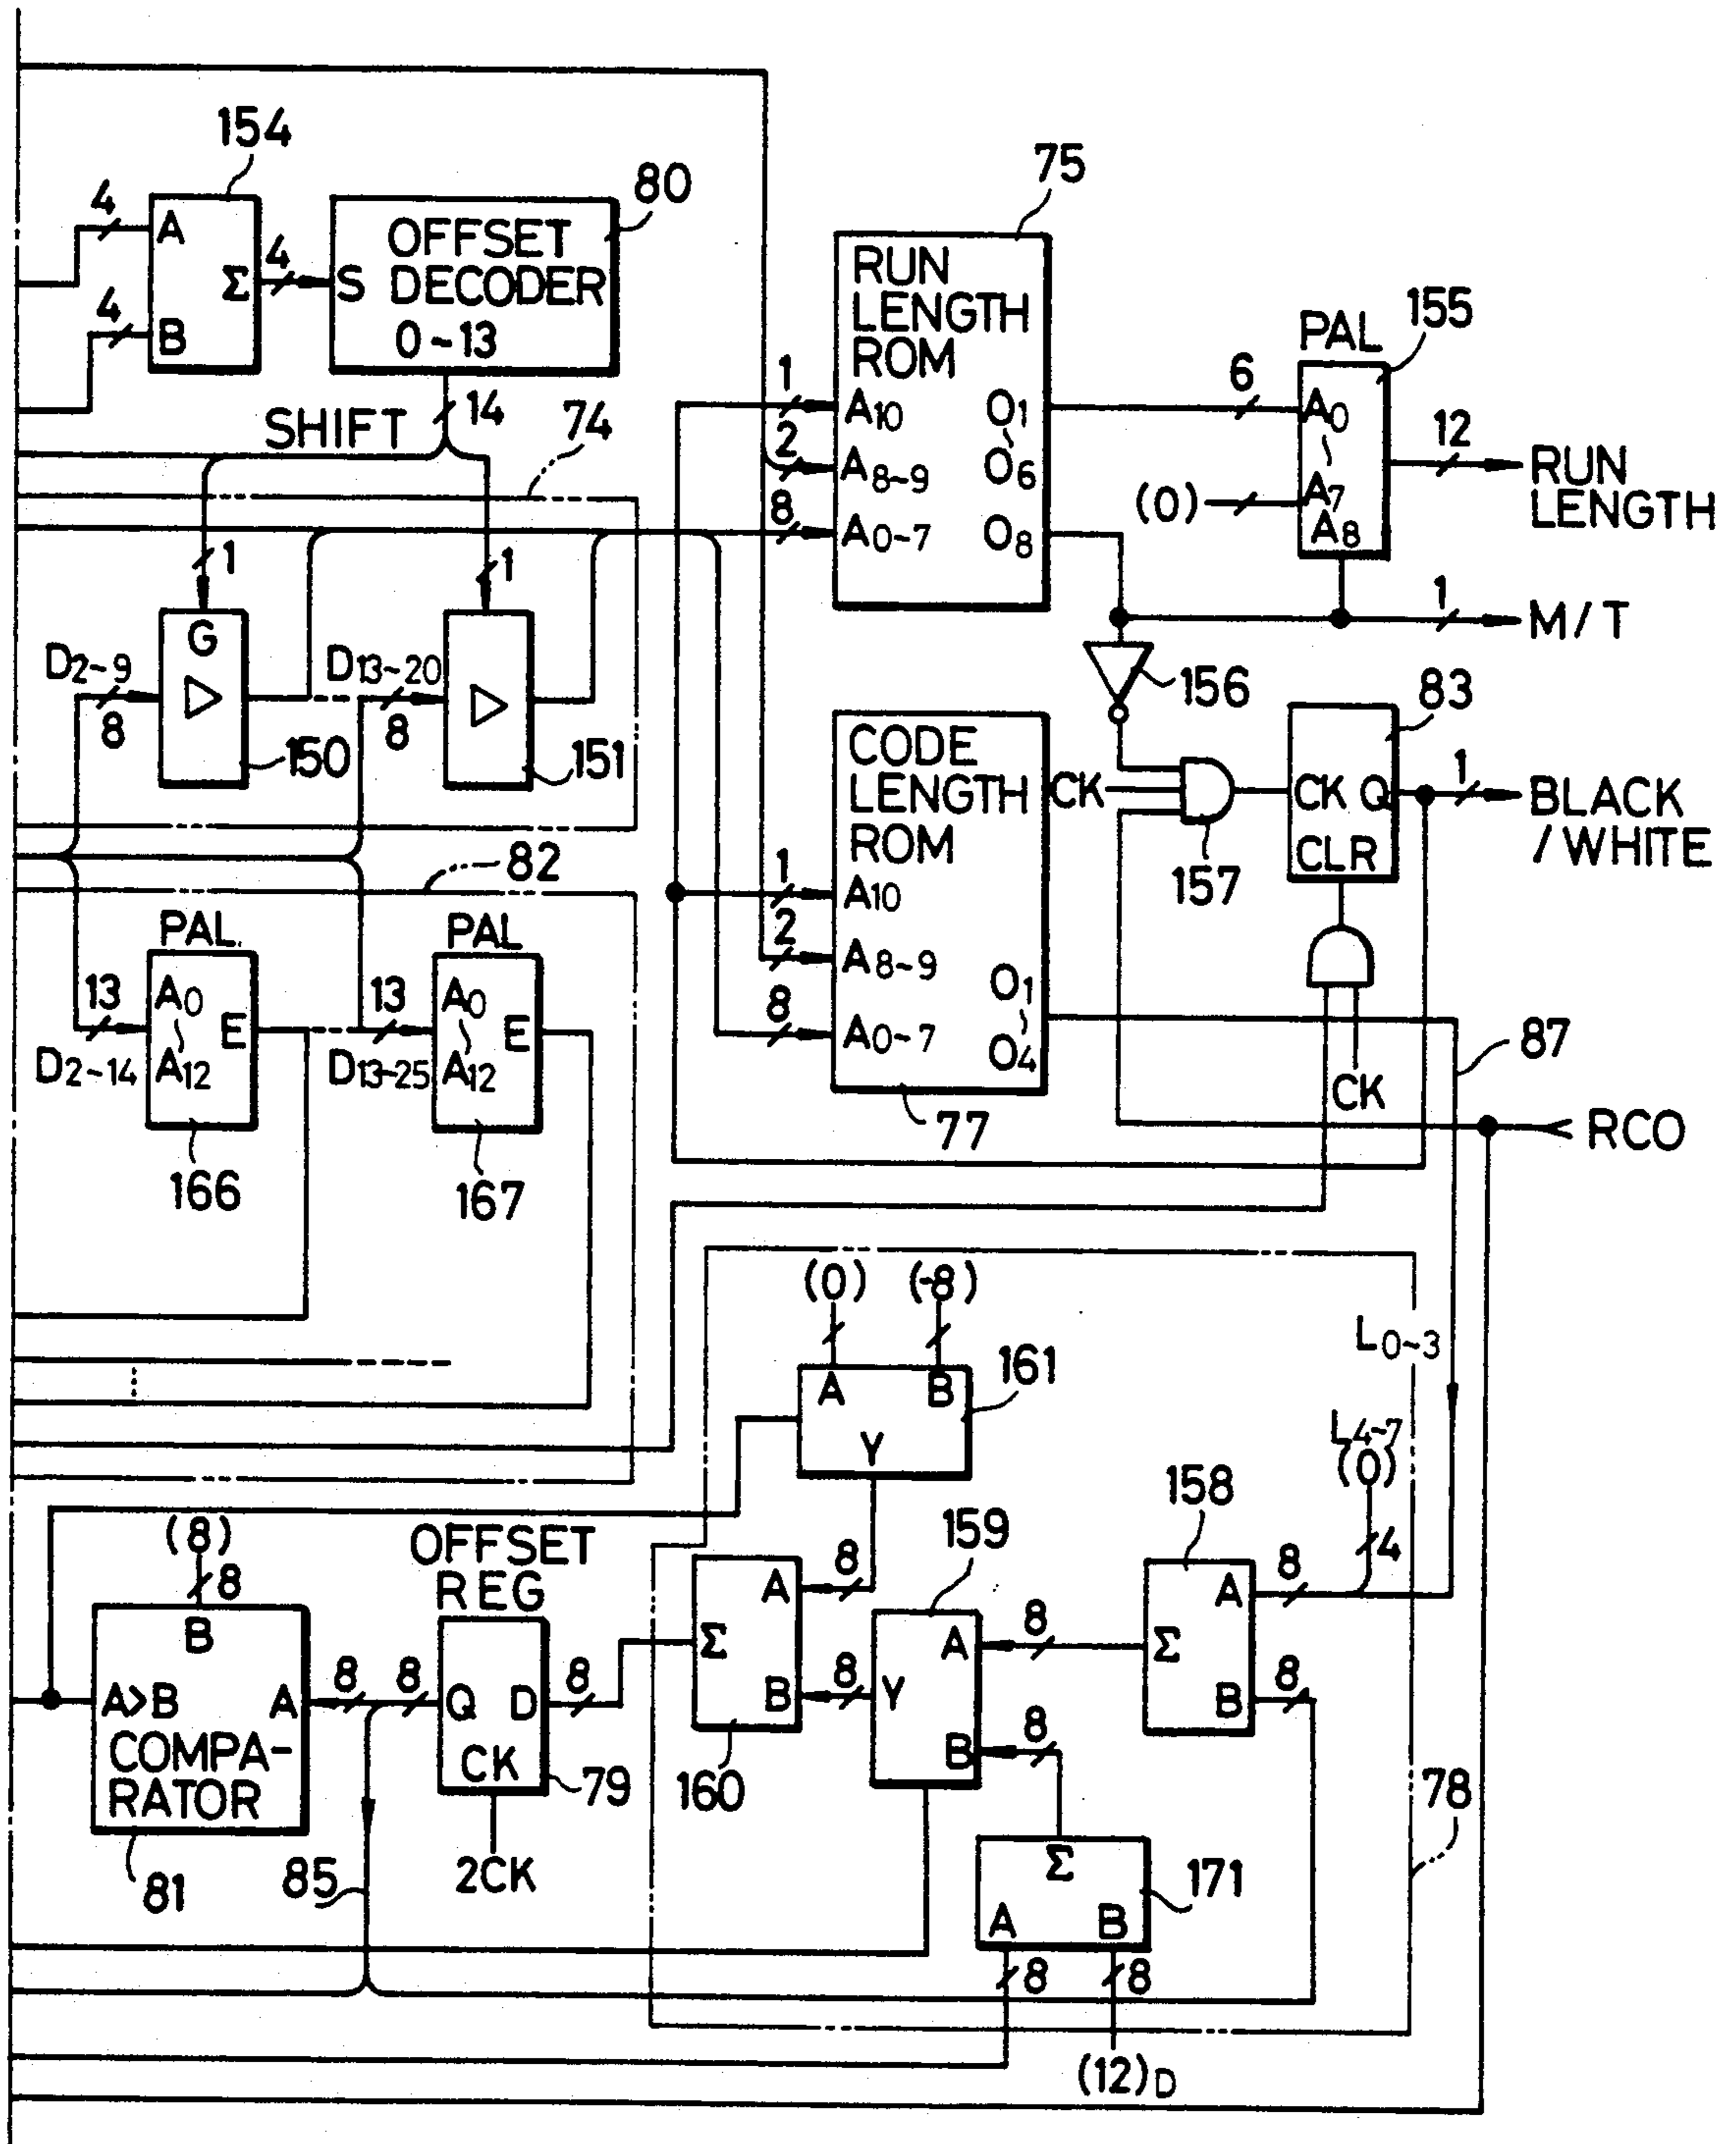 154
80
75
4
A
Σ
4
S
OFFSET
DECODER
0~13
4
B
RUN
LENGTH
ROM
PAL
155
1
A10
O1
~
O6
6
A0
~
A7
A8
12
RUN
LENGTH
2
A8~9
(0)
SHIFT
14
74
8
A0~7
O8
1
1
1
M/T
G
D2~9
8
150
D13~20
8
151
156
83
CODE
LENGTH
ROM
CK
157
CK
Q
CLR
1
BLACK
/WHITE
82
1
A10
2
A8~9
8
A0~7
O1
~
O4
CK
87
PAL.
13
A0
~
A12
E
D2~14
166
PAL
13
A0
~
A12
E
D13~25
167
77
RCO
(0)
(-8)
A
B
Y
161
L0~3
L4~7
(0)
4
158
8
A
Σ
B
8
159
8
A
Y
B
8
8
A
Σ
B
8
160
(8)
8
B
A>B
A
COMPA-
RATOR
81
8
8
85
OFFSET
REG
Q
D
CK
79
8
2CK
78
Σ
A
B
171
8
8
(12)D